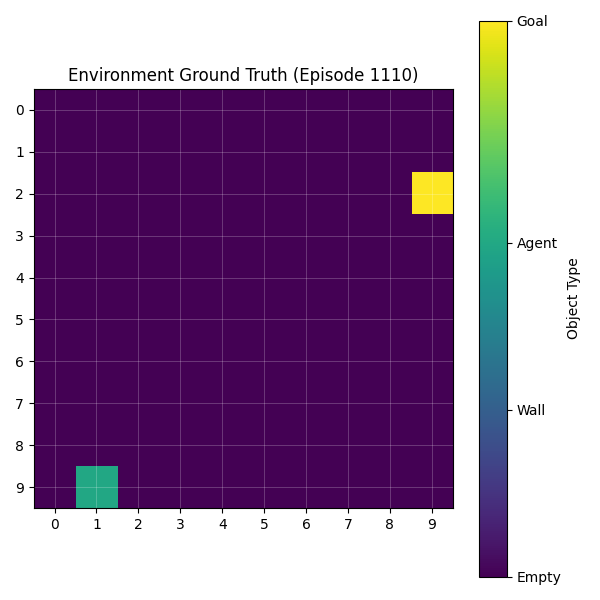 Environment Ground Truth (Episode 1110)
0
1
2
3
4
5
6
7
8
9
0 1 2 3 4 5 6 7 8 9
Goal
Agent
Wall
Empty
Object Type